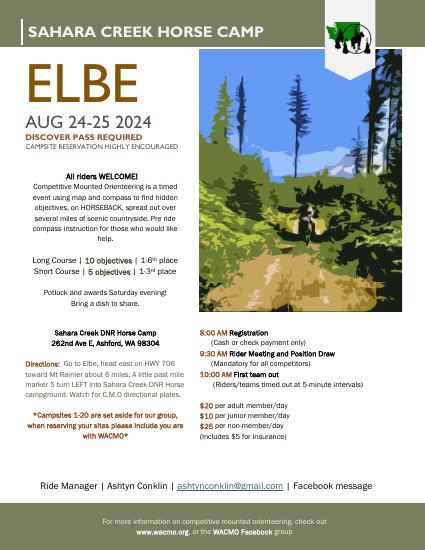 SAHARA CREEK HORSE CAMP
ELBE
AUG 24-25 2024
DISCOVER PASS REQUIRED
CAMPSITE RESERVATION HIGHLY ENCOURAGED
All riders WELCOME!
Competitive Mounted Orienteering is a timed
event using map and compass to find hidden
objectives, on HORSEBACK, spread out over
several miles of scenic countryside. Pre ride
compass instruction for those who would like
help.
Long Course | 10 objectives | 1-6th place
Short Course | 5 objectives | 1-3rd place
Potluck and awards Saturday evening!
Bring a dish to share.
Sahara Creek DNR Horse Camp
262nd Ave E, Ashford, WA 98304
Directions: Go to Elbe, head east on HWY 706
toward Mt Rainier about 6 miles. A little past mile
marker 5 turn LEFT into Sahara Creek DNR Horse
campground. Watch for C.M.O directional plates.
*Campsites 1-20 are set aside for our group,
when reserving your sites please include you are
with WACMO*
8:00 AM Registration
(Cash or check payment only)
9:30 AM Rider Meeting and Position Draw
(Mandatory for all competitors)
10:00 AM First team out
(Riders/teams timed out at 5-minute intervals)
$20 per adult member/day
$10 per junior member/day
$25 per non-member/day
(Includes $5 for insurance)
Ride Manager | Ashtyn Conklin | ashtynconklin@gmail.com | Facebook message
For more information on competitive mounted orienteering, check out
www.wacmo.org. or the WACMO Facebook group